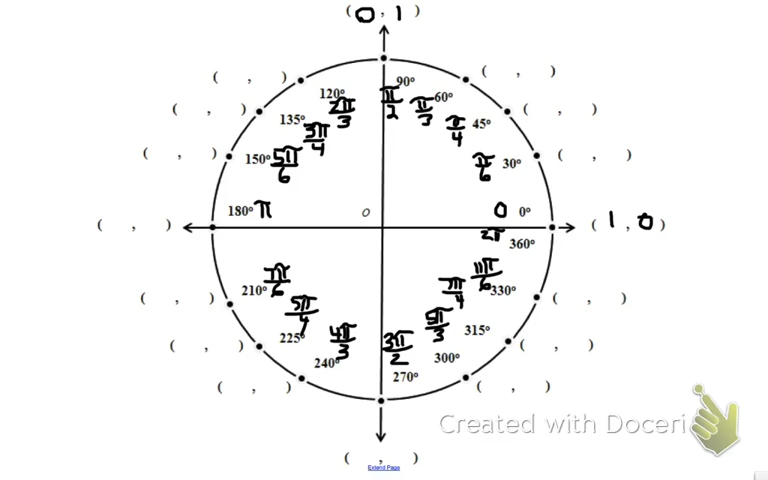 (0, 1)
( , ) 90° ( , )
120° π/2 π/3 60°
( , ) 2π/3 ( , )
135° 3π/4 π/4 45°
( , ) 150° 5π/6 π/6 30° ( , )
180° π 0 0 0°
( , ) (1, 0)
2π 360°
7π/6 11π/6
( , ) 210° 7π/4 330° ( , )
5π/4 5π/3
225° 4π/3 3π/2 315°
( , ) 240° 300° ( , )
270°
( , ) ( , )
Created with Doceri
( , )
Extend Page